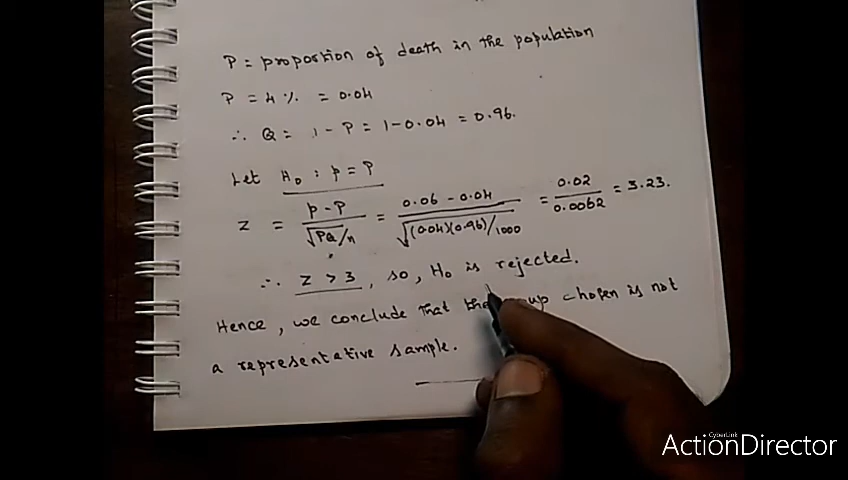 P = proportion of death in the population
P = 4 % = 0.04
∴ Q = 1 - P = 1 - 0.04 = 0.96.
Let H₀ : p = P
Z = (p - P) / √(PQ/n) = (0.06 - 0.04) / √((0.04)(0.96)/1000) = 0.02 / 0.0062 = 3.23.
∴ Z > 3, so, H₀ is rejected.
Hence, we conclude that the chosen is not
a representative sample.
CyberLink
ActionDirector